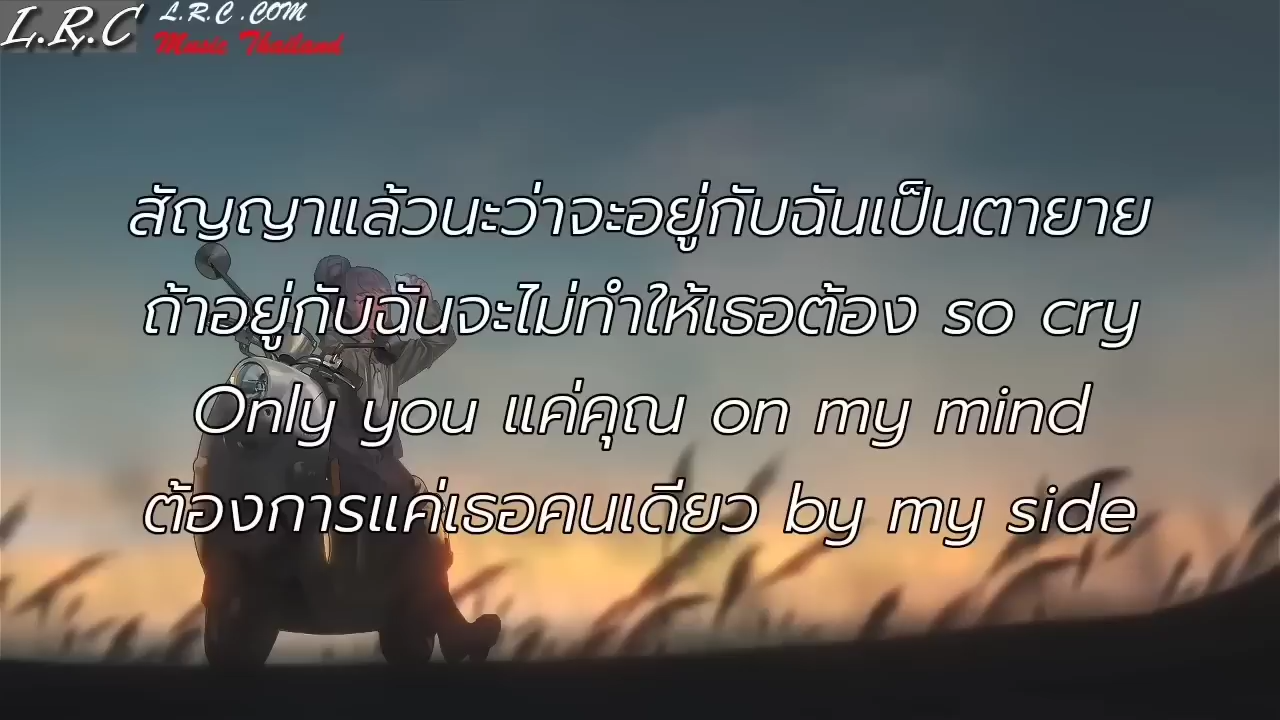 L.R.C
L.R.C .COM
Music Thailand
สัญญาแล้วนะว่าจะอยู่กับฉันเป็นตายาย
ถ้าอยู่กับฉันจะไม่ทำให้เธอต้อง so cry
Only you แค่คุณ on my mind
ต้องการแค่เธอคนเดียว by my side